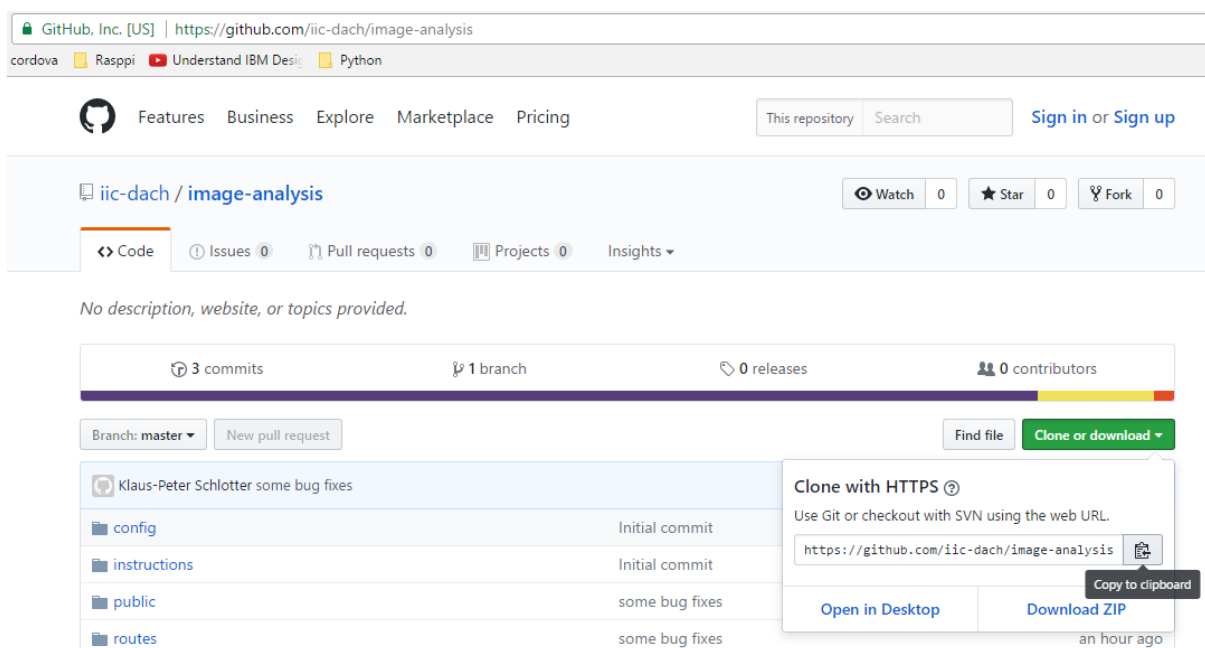 GitHub, Inc. [US] | https://github.com/iic-dach/image-analysis
cordova Rasppi Understand IBM Desig Python
Features Business Explore Marketplace Pricing This repository Search Sign in or Sign up
iic-dach / image-analysis Watch 0 Star 0 Fork 0
Code Issues 0 Pull requests 0 Projects 0 Insights
No description, website, or topics provided.
3 commits 1 branch 0 releases 0 contributors
Branch: master New pull request Find file Clone or download
Klaus-Peter Schlotter some bug fixes
Clone with HTTPS
Use Git or checkout with SVN using the web URL.
https://github.com/iic-dach/image-analysis
Copy to clipboard
Open in Desktop Download ZIP
config Initial commit
instructions Initial commit
public some bug fixes
routes some bug fixes an hour ago